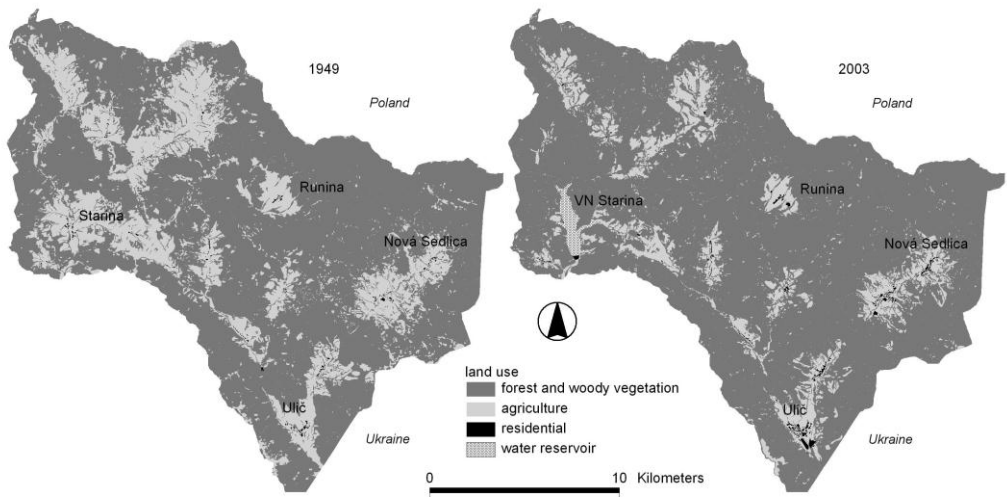 1949
Poland
Runina
Starina
Nová Sedlica
Ulič
Ukraine
2003
Poland
Runina
VN Starina
Nová Sedlica
Ulič
Ukraine
land use
forest and woody vegetation
agriculture
residential
water reservoir
0 10 Kilometers